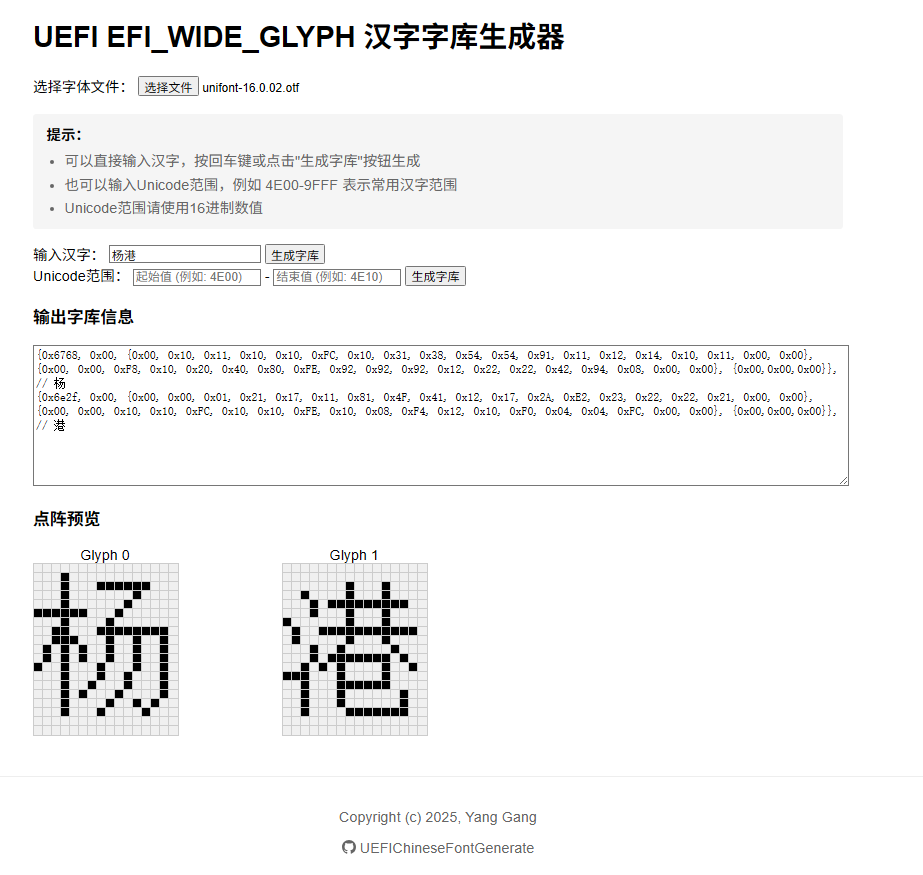 UEFI EFI_WIDE_GLYPH 汉字字库生成器
选择字体文件： 选择文件 unifont-16.0.02.otf
提示：
• 可以直接输入汉字，按回车键或点击"生成字库"按钮生成
• 也可以输入Unicode范围，例如 4E00-9FFF 表示常用汉字范围
• Unicode范围请使用16进制数值
输入汉字： 杨港 生成字库
Unicode范围： 起始值 (例如: 4E00) - 结束值 (例如: 4E10) 生成字库
输出字库信息
{0x6768, 0x00, {0x00, 0x10, 0x11, 0x10, 0x10, 0xFC, 0x10, 0x31, 0x38, 0x54, 0x54, 0x91, 0x11, 0x12, 0x14, 0x10, 0x11, 0x00, 0x00},
{0x00, 0x00, 0xF8, 0x10, 0x20, 0x40, 0x80, 0xFE, 0x92, 0x92, 0x92, 0x12, 0x22, 0x22, 0x42, 0x94, 0x08, 0x00, 0x00}, {0x00,0x00,0x00}},
// 杨
{0x6e2f, 0x00, {0x00, 0x00, 0x01, 0x21, 0x17, 0x11, 0x81, 0x4F, 0x41, 0x12, 0x17, 0x2A, 0xE2, 0x23, 0x22, 0x22, 0x21, 0x00, 0x00},
{0x00, 0x00, 0x10, 0x10, 0xFC, 0x10, 0x10, 0xFE, 0x10, 0x08, 0xF4, 0x12, 0x10, 0xF0, 0x04, 0x04, 0xFC, 0x00, 0x00}, {0x00,0x00,0x00}},
// 港
点阵预览
Glyph 0 Glyph 1
杨 港
Copyright (c) 2025, Yang Gang
UEFIChineseFontGenerate